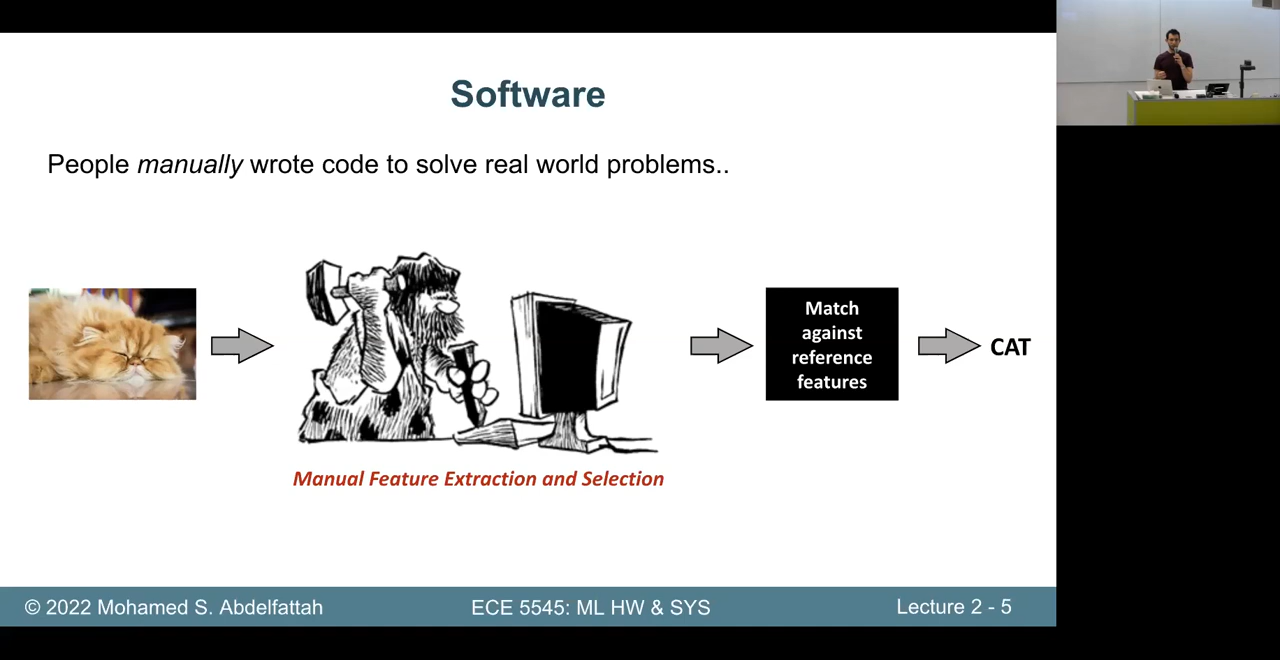 Software
People manually wrote code to solve real world problems..
Match
against
reference
features
CAT
Manual Feature Extraction and Selection
© 2022 Mohamed S. Abdelfattah
ECE 5545: ML HW & SYS
Lecture 2 - 5